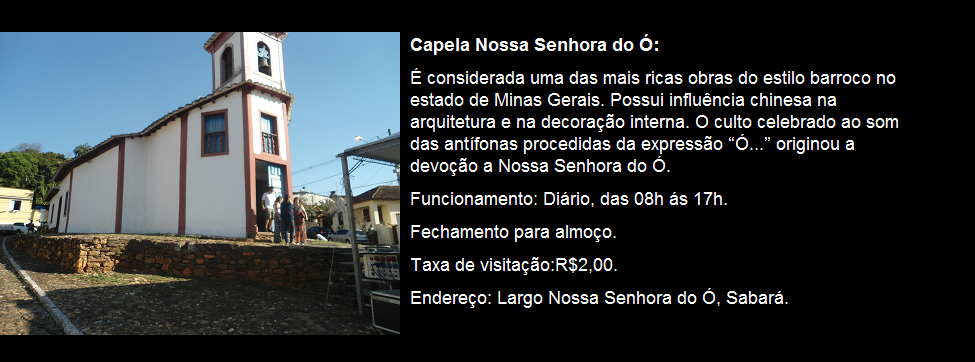 Capela Nossa Senhora do Ó:
É considerada uma das mais ricas obras do estilo barroco no
estado de Minas Gerais. Possui influência chinesa na
arquitetura e na decoração interna. O culto celebrado ao som
das antífonas procedidas da expressão “Ó...” originou a
devoção a Nossa Senhora do Ó.
Funcionamento: Diário, das 08h ás 17h.
Fechamento para almoço.
Taxa de visitação:R$2,00.
Endereço: Largo Nossa Senhora do Ó, Sabará.